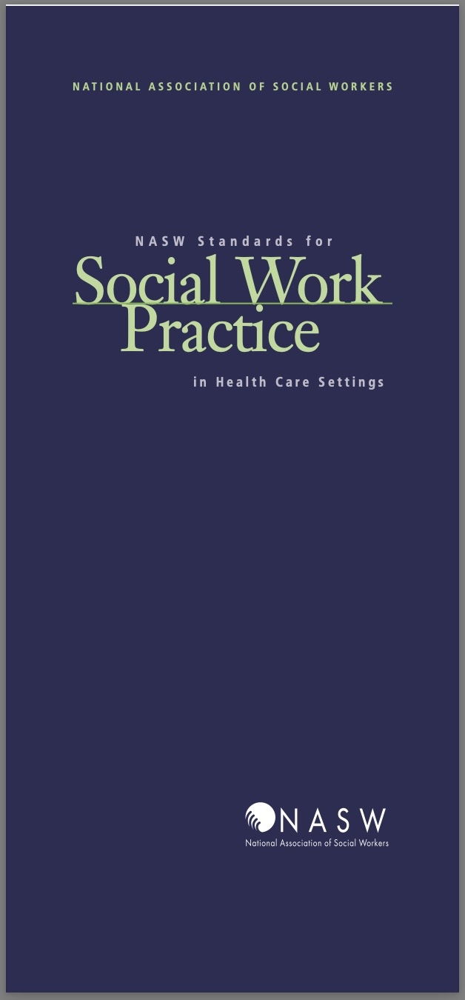 NATIONAL ASSOCIATION OF SOCIAL WORKERS
NASW Standards for
Social Work
Practice
in Health Care Settings
NASW
National Association of Social Workers